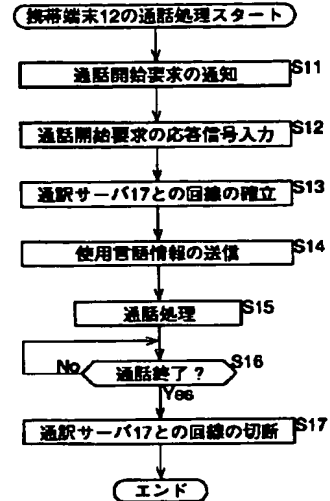 携帯端末12の通話処理スタート
通話開始要求の通知 S11
通話開始要求の応答信号入力 S12
通訳サーバ17との回線の確立 S13
使用言語情報の送信 S14
通話処理 S15
通話終了? S16
No
Yes
通訳サーバ17との回線の切断 S17
エンド